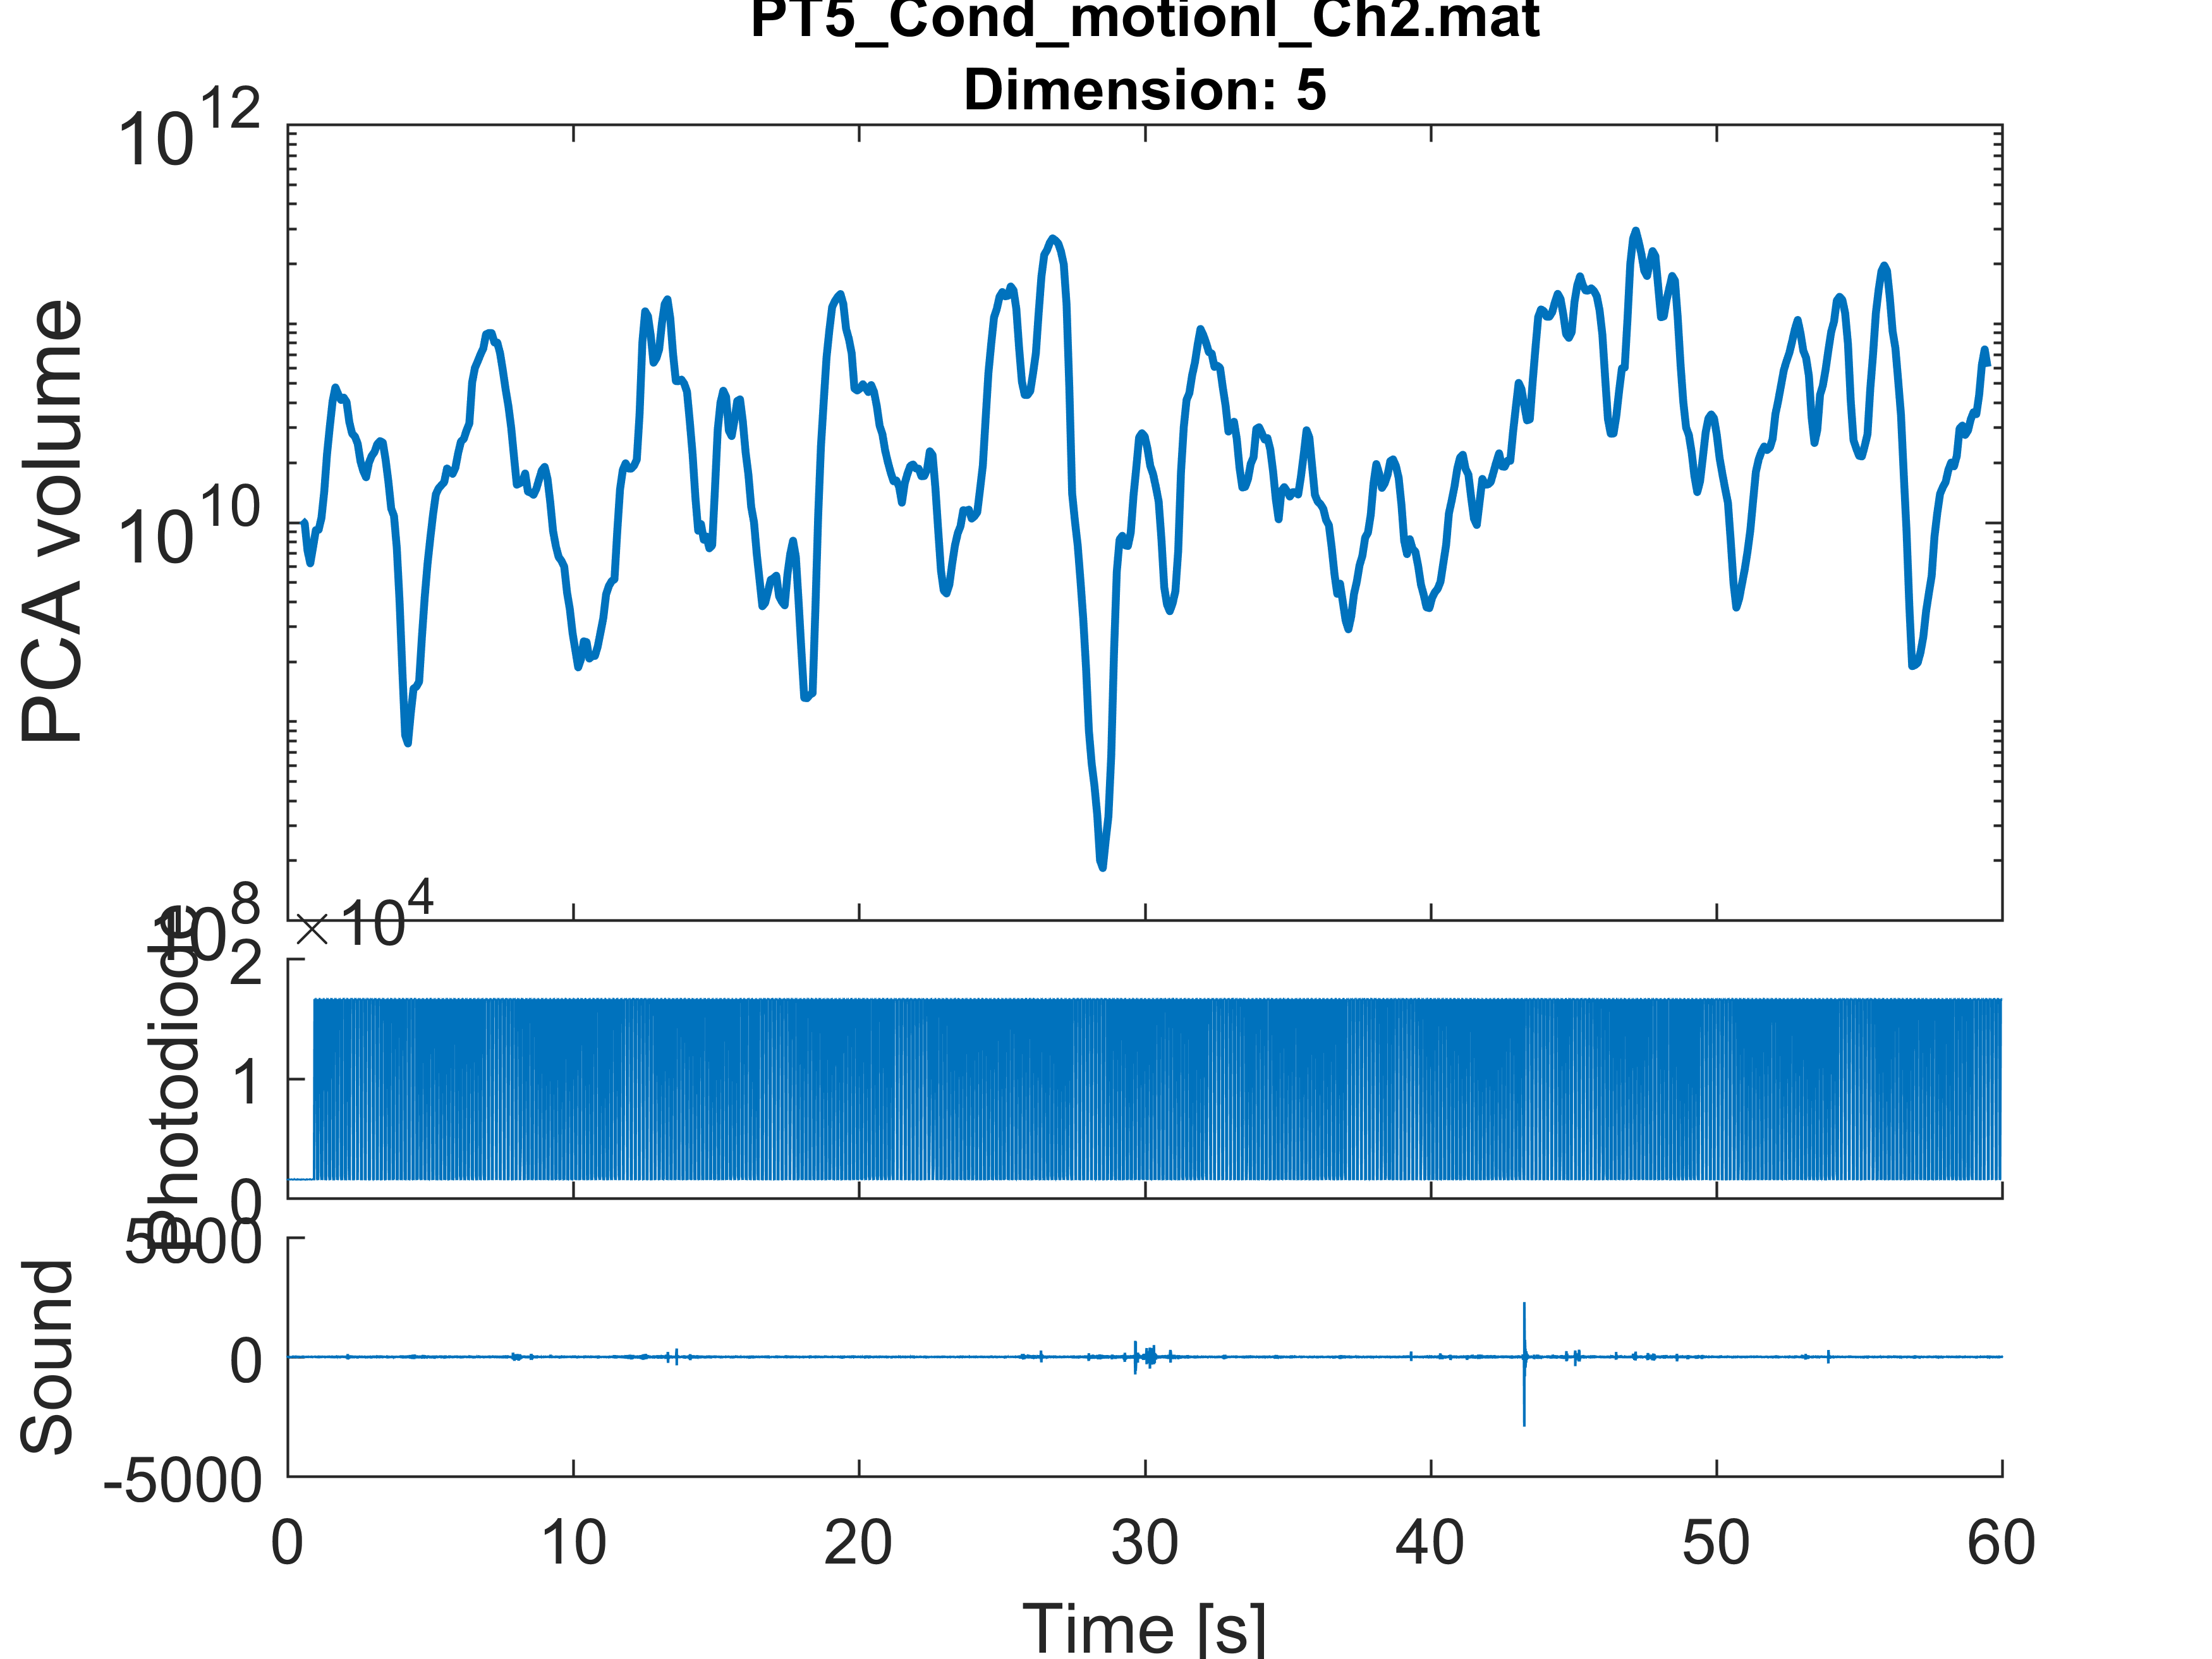 PT5_Cond_motionI_Ch2.mat
Dimension: 5
10^12
10^10
10^8
PCA volume
×10^4
2
1
0
Photodiode
5000
0
-5000
Sound
0 10 20 30 40 50 60
Time [s]